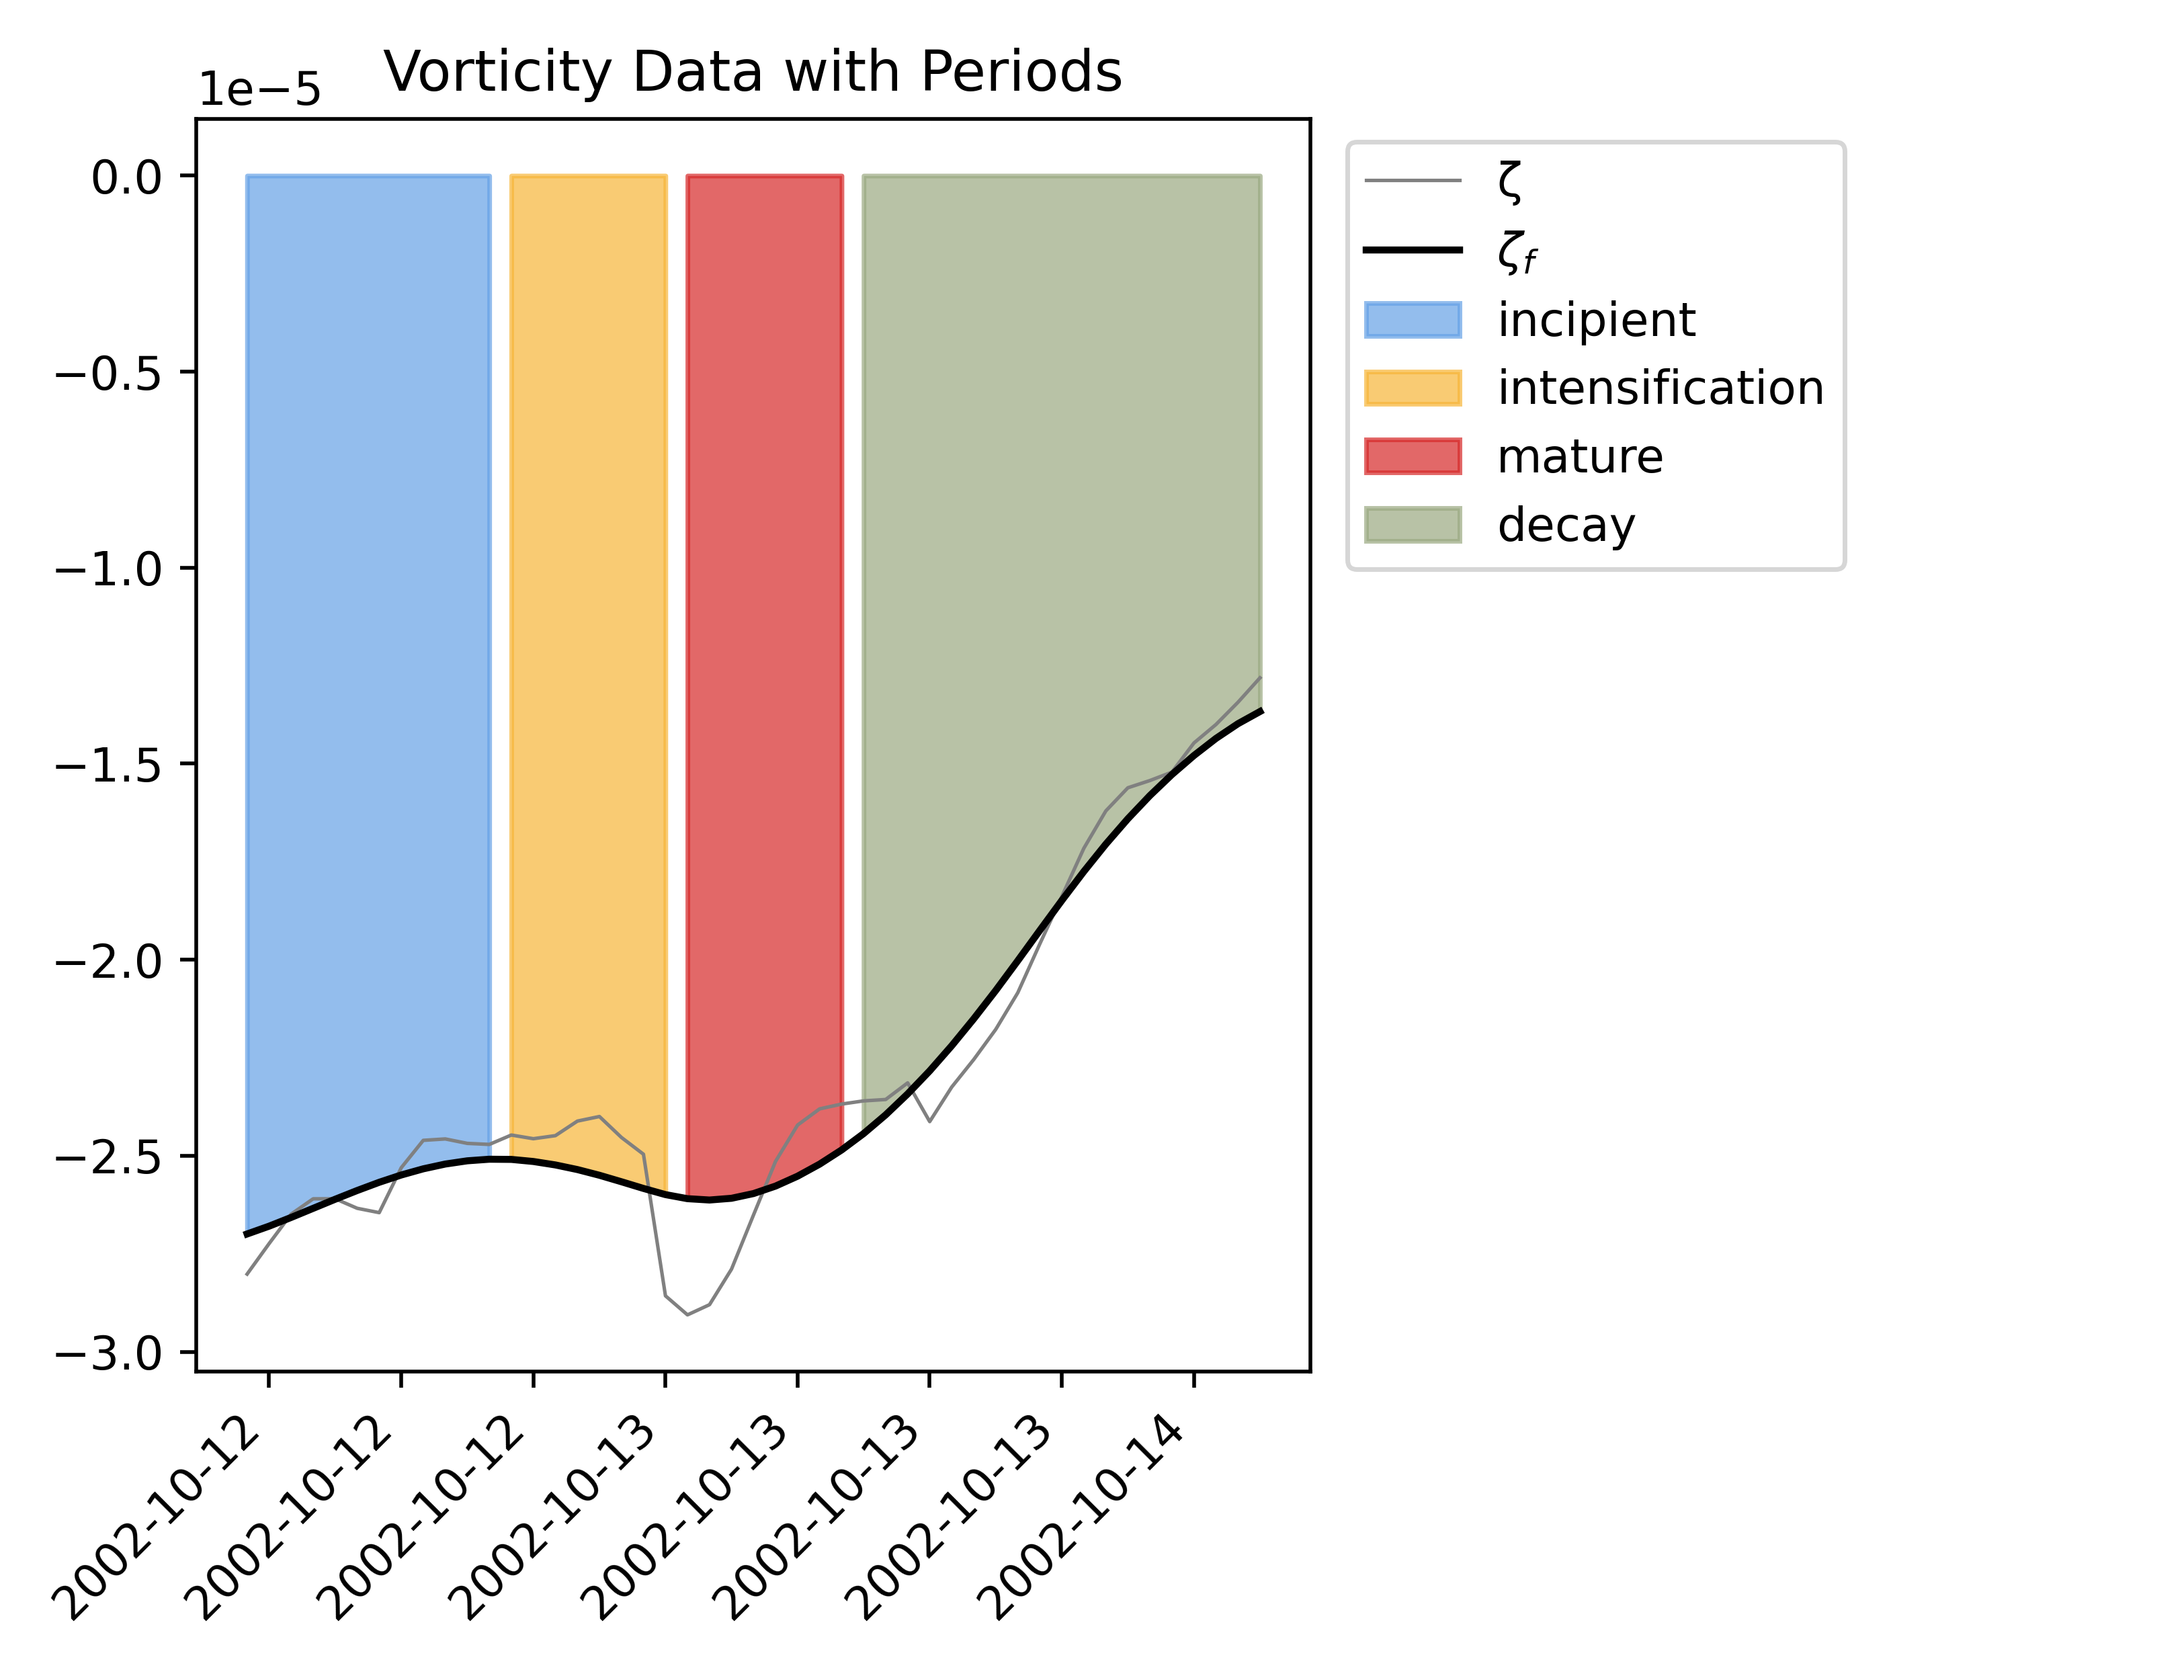 Vorticity Data with Periods
1e−5
0.0
−0.5
−1.0
−1.5
−2.0
−2.5
−3.0
2002-10-12
2002-10-12
2002-10-12
2002-10-13
2002-10-13
2002-10-13
2002-10-13
2002-10-14
ζ
ζf
incipient
intensification
mature
decay